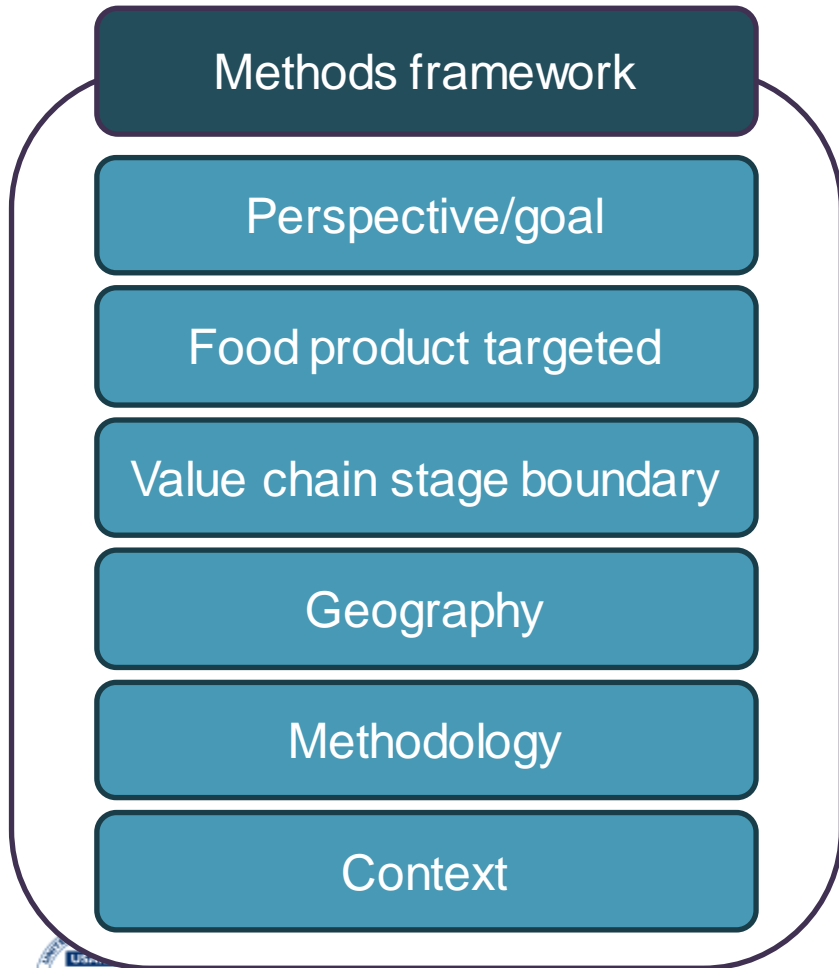 Methods framework
Perspective/goal
Food product targeted
Value chain stage boundary
Geography
Methodology
Context